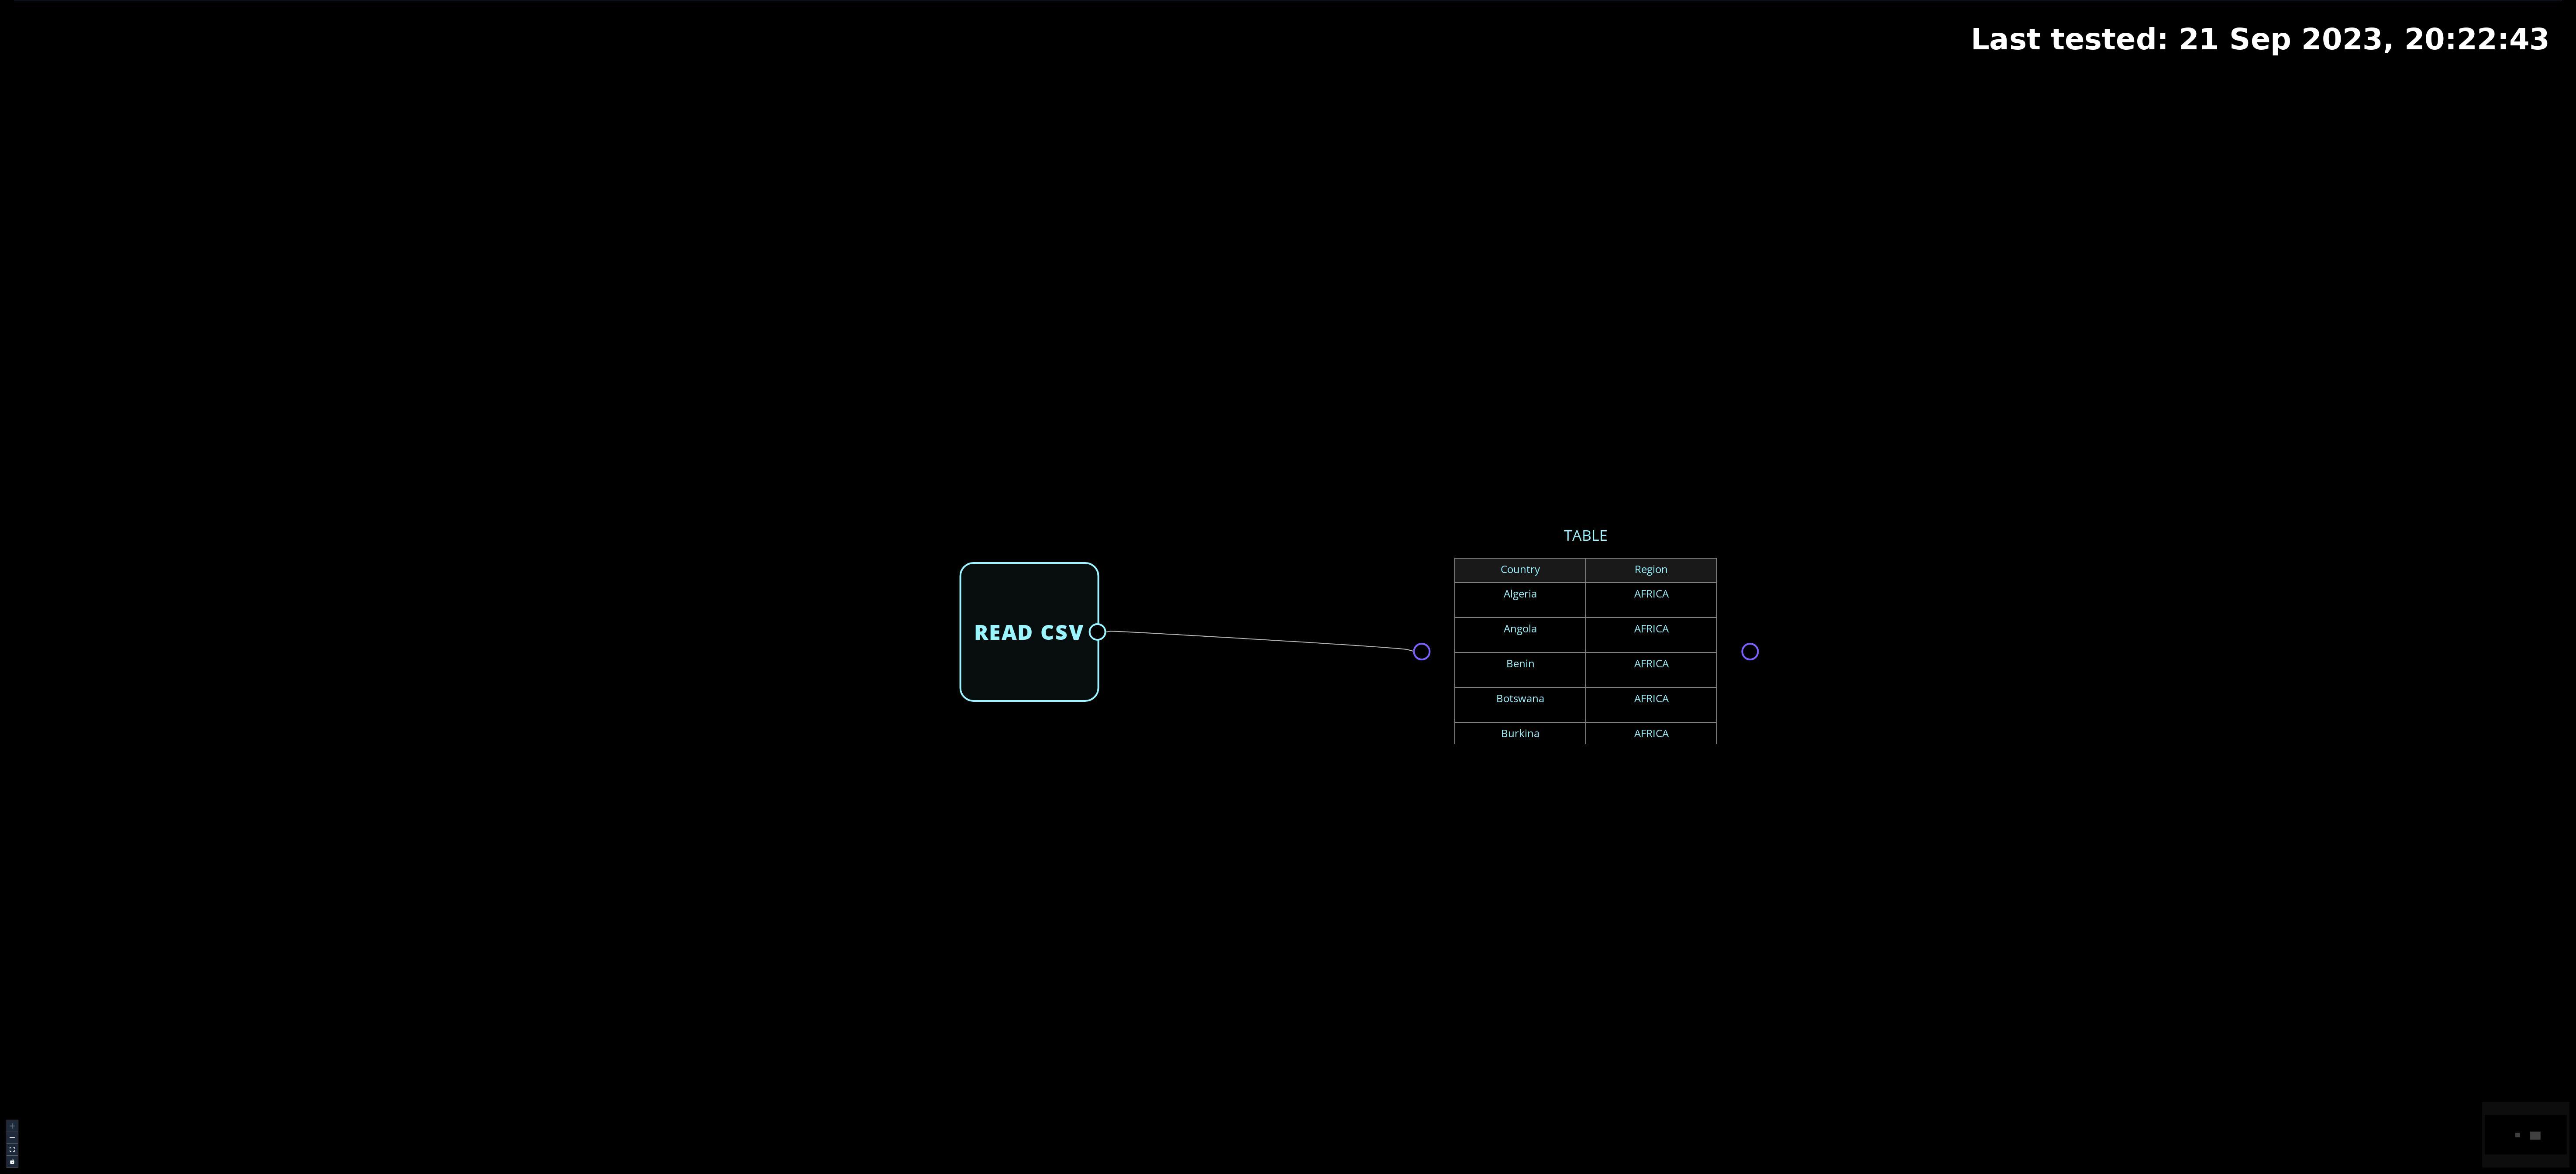 Last tested: 21 Sep 2023, 20:22:43
READ CSV
TABLE
Country Region
Algeria AFRICA
Angola AFRICA
Benin AFRICA
Botswana AFRICA
Burkina AFRICA